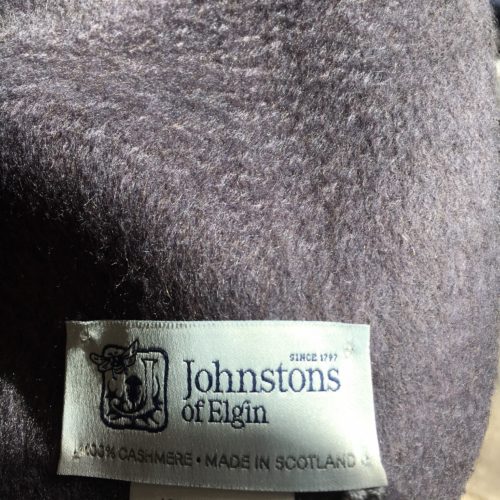 SINCE 1797
Johnstons
of Elgin
100% CASHMERE • MADE IN SCOTLAND